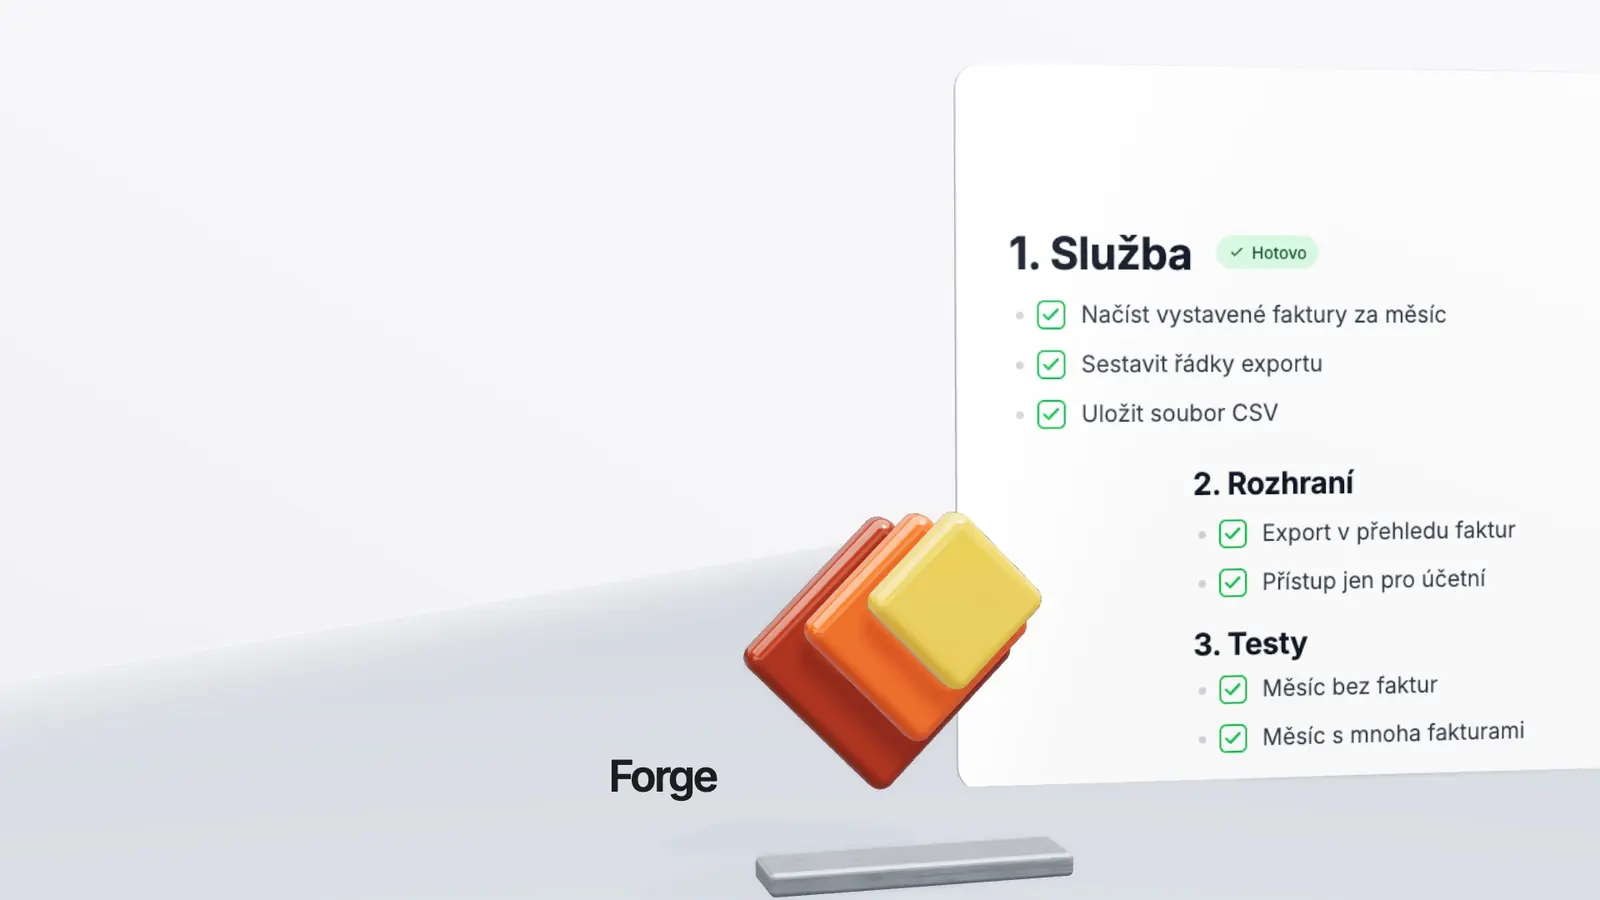 1. Služba
Hotovo
Načíst vystavené faktury za měsíc
Sestavit řádky exportu
Uložit soubor CSV
2. Rozhraní
Export v přehledu faktur
Přístup jen pro účetní
3. Testy
Měsíc bez faktur
Měsíc s mnoha fakturami
Forge